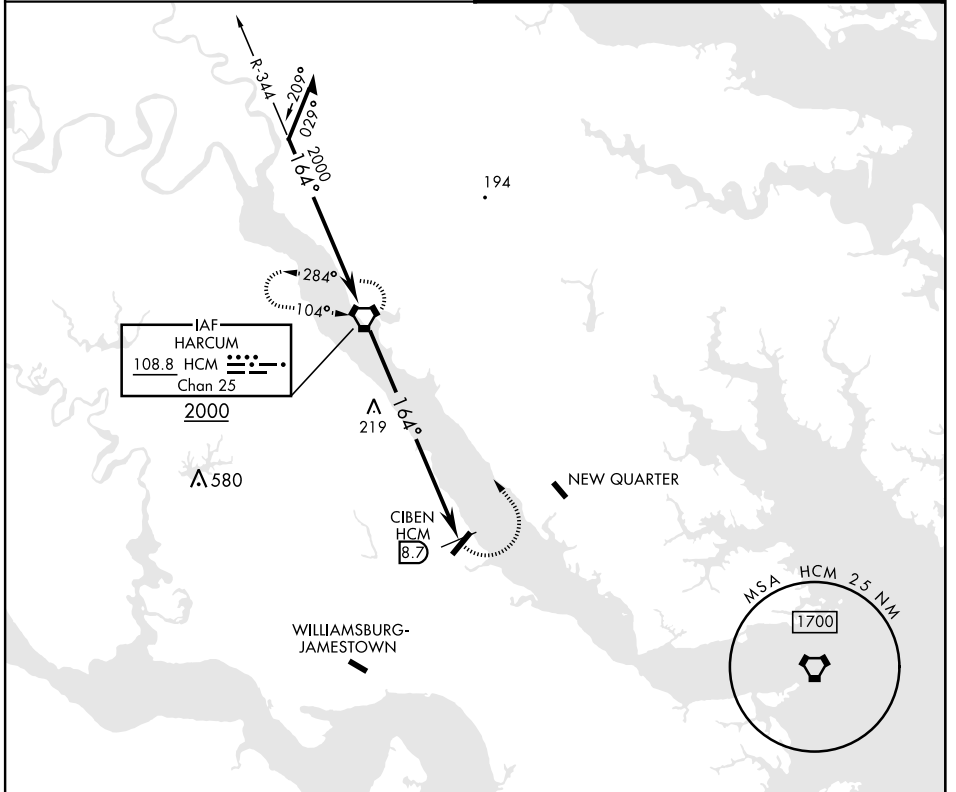 R-344
209°
029°
2000
164°
194
284°
104°
IAF
HARCUM
108.8 HCM
Chan 25
2000
219
164°
580
NEW QUARTER
CIBEN
HCM
8.7
MSA HCM 25 NM
1700
WILLIAMSBURG-
JAMESTOWN